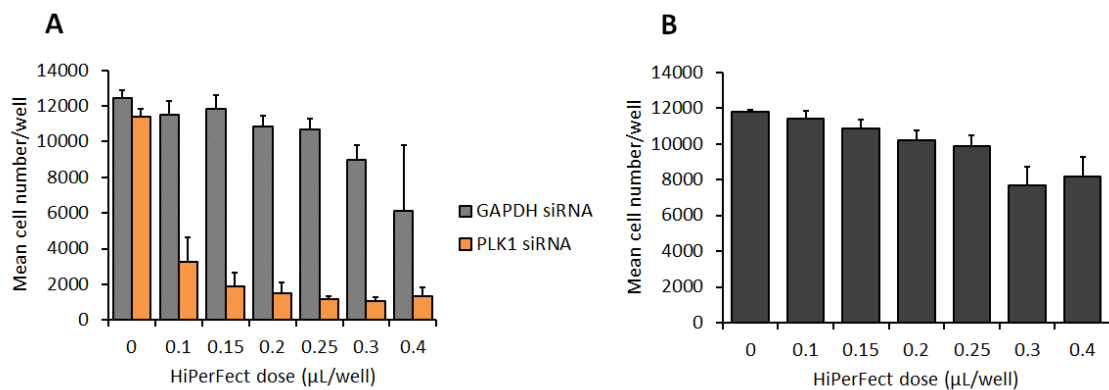 A
Mean cell number/well
14000
12000
10000
8000
6000
4000
2000
0
0 0.1 0.15 0.2 0.25 0.3 0.4
HiPerFect dose (µL/well)
GAPDH siRNA
PLK1 siRNA
B
Mean cell number/well
14000
12000
10000
8000
6000
4000
2000
0
0 0.1 0.15 0.2 0.25 0.3 0.4
HiPerFect dose (µL/well)